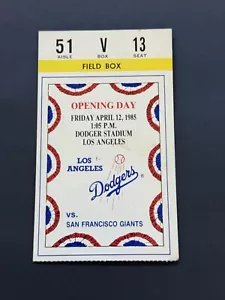 51 V 13
AISLE BOX SEAT
FIELD BOX
OPENING DAY
FRIDAY APRIL 12, 1985
1:05 P.M.
DODGER STADIUM
LOS ANGELES
LOS
ANGELES
Dodgers
VS.
SAN FRANCISCO GIANTS